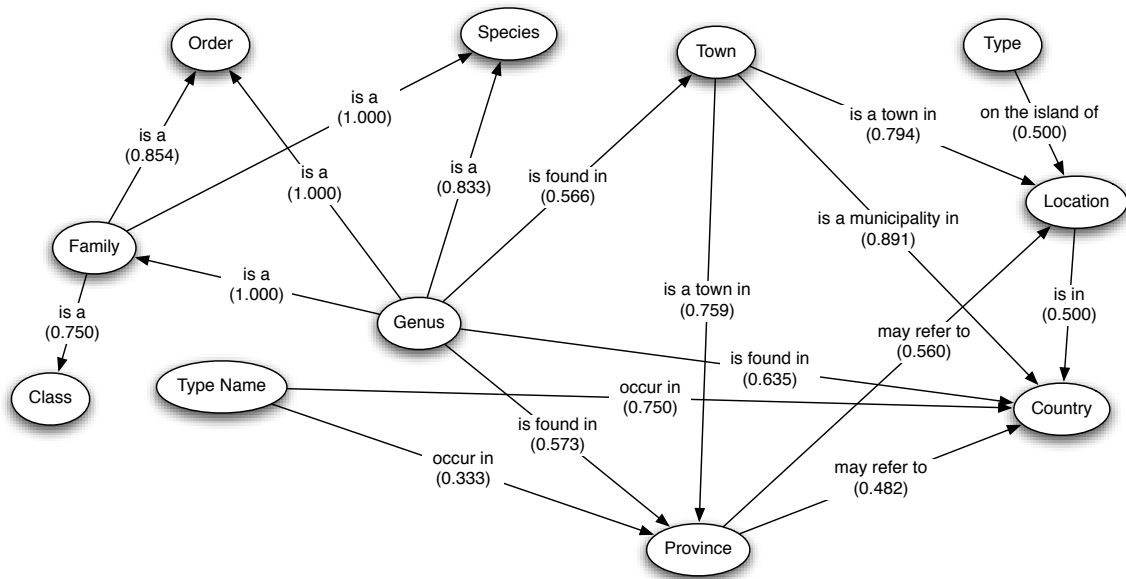 Order
Species
Town
Type
is a
(1.000)
is a
(0.854)
is a town in
(0.794)
on the island of
(0.500)
is a
(1.000)
is a
(0.833)
is found in
(0.566)
Location
is a municipality in
(0.891)
Family
is a
(1.000)
is a town in
(0.759)
is in
(0.500)
is a
(0.750)
Genus
may refer to
(0.560)
is found in
(0.635)
Class
Type Name
occur in
(0.750)
Country
is found in
(0.573)
occur in
(0.333)
may refer to
(0.482)
Province